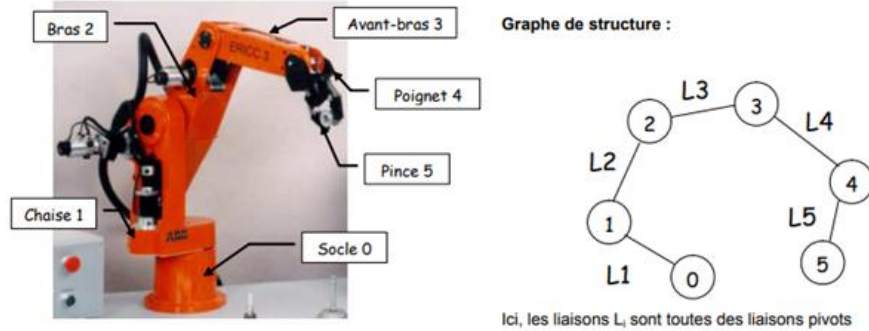 Bras 2
Avant-bras 3
ERICC 3
Poignet 4
Pince 5
Chaise 1
ABB
Socle 0
Graphe de structure :
L3
2
3
L4
L2
4
1
L5
5
L1
0
Ici, les liaisons Li sont toutes des liaisons pivots